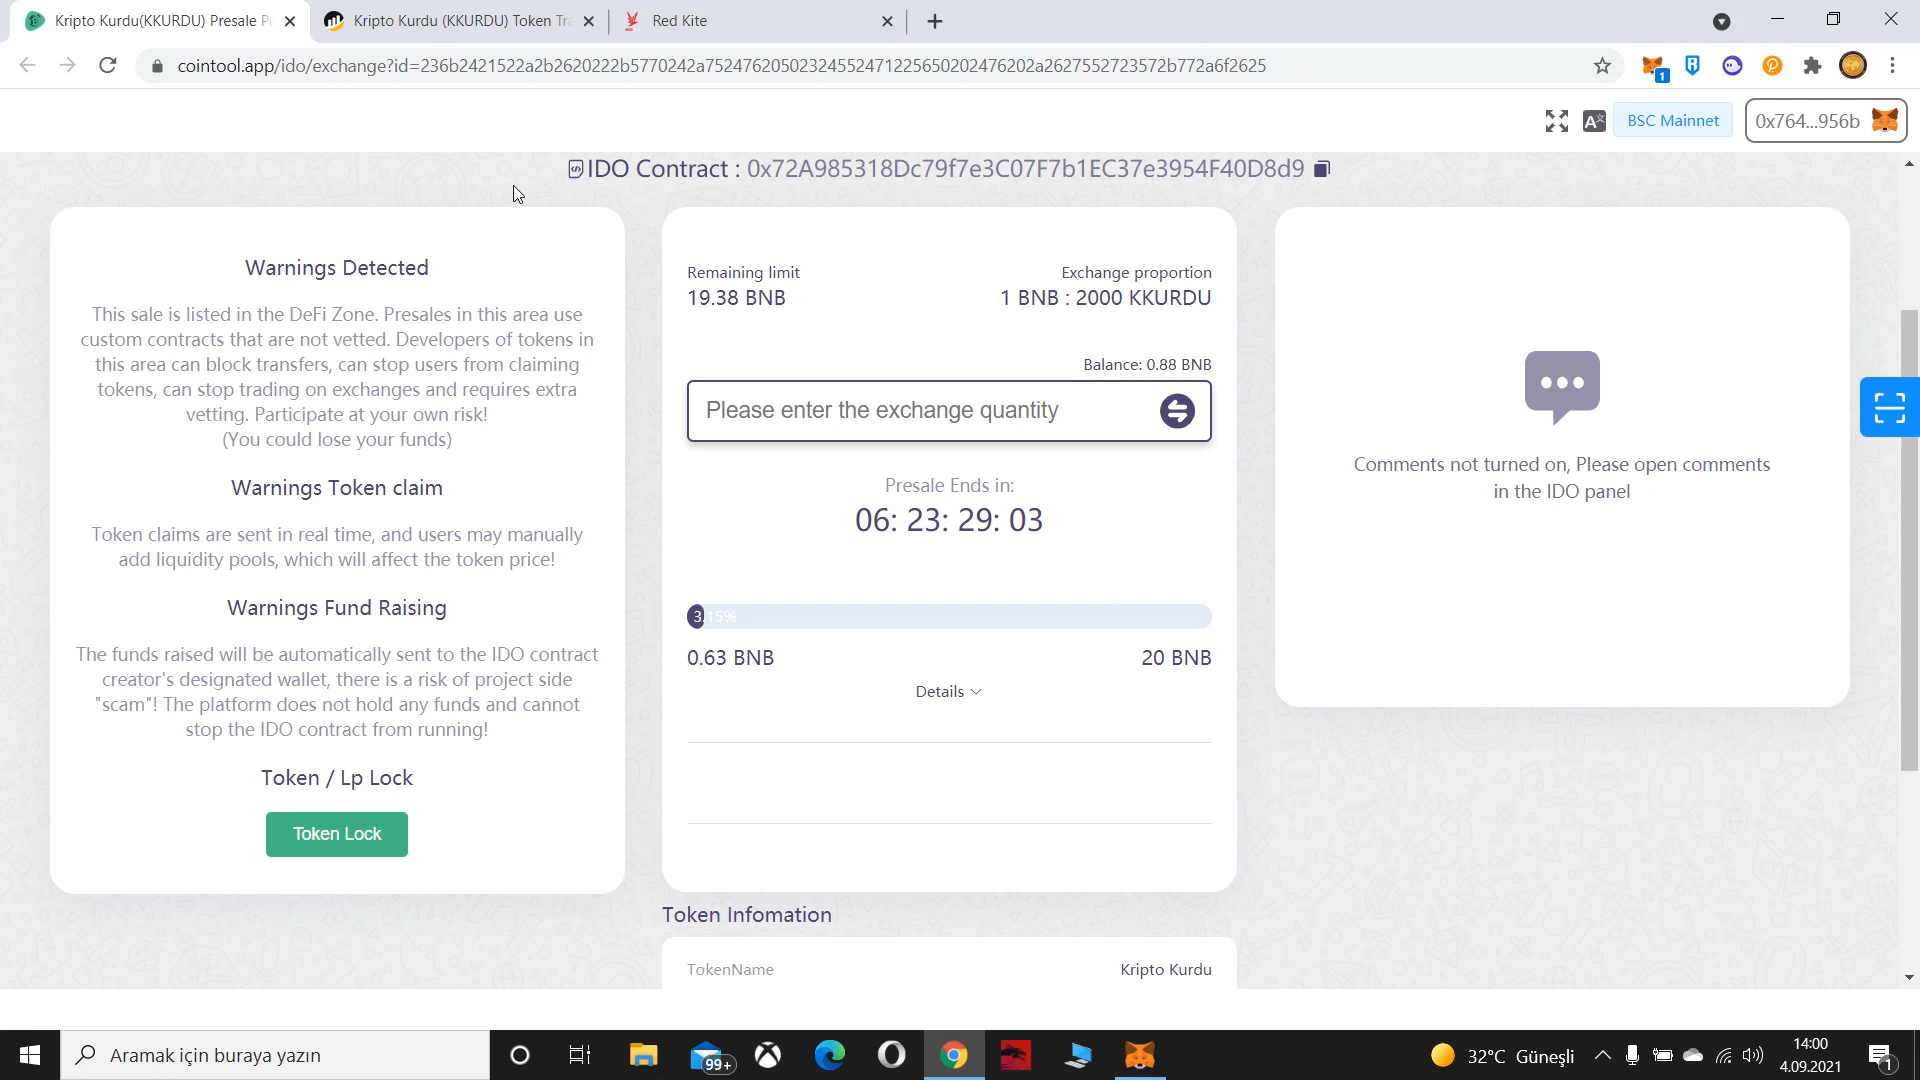 Kripto Kurdu(KKURDU) Presale
Kripto Kurdu (KKURDU) Token
Red Kite
cointool.app/ido/exchange?id=236b2421522a2b2620222b5770242a75247620502324552471225650202476202a2627552723572b772a6f2625
1
BSC Mainnet
0x764...956b
IDO Contract : 0x72A985318Dc79f7e3C07F7b1EC37e3954F40D8d9
Warnings Detected
This sale is listed in the DeFi Zone. Presales in this area use
custom contracts that are not vetted. Developers of tokens in
this area can block transfers, can stop users from claiming
tokens, can stop trading on exchanges and requires extra
vetting. Participate at your own risk!
(You could lose your funds)
Warnings Token claim
Token claims are sent in real time, and users may manually
add liquidity pools, which will affect the token price!
Warnings Fund Raising
The funds raised will be automatically sent to the IDO contract
creator's designated wallet, there is a risk of project side
"scam"! The platform does not hold any funds and cannot
stop the IDO contract from running!
Token / Lp Lock
Token Lock
Remaining limit
Exchange proportion
19.38 BNB
1 BNB : 2000 KKURDU
Balance: 0.88 BNB
Please enter the exchange quantity
Presale Ends in:
06: 23: 29: 03
3.15%
0.63 BNB
20 BNB
Details
Comments not turned on, Please open comments
in the IDO panel
Token Infomation
TokenName
Kripto Kurdu
Aramak için buraya yazın
99+
32°C Güneşli
14:00
4.09.2021
1